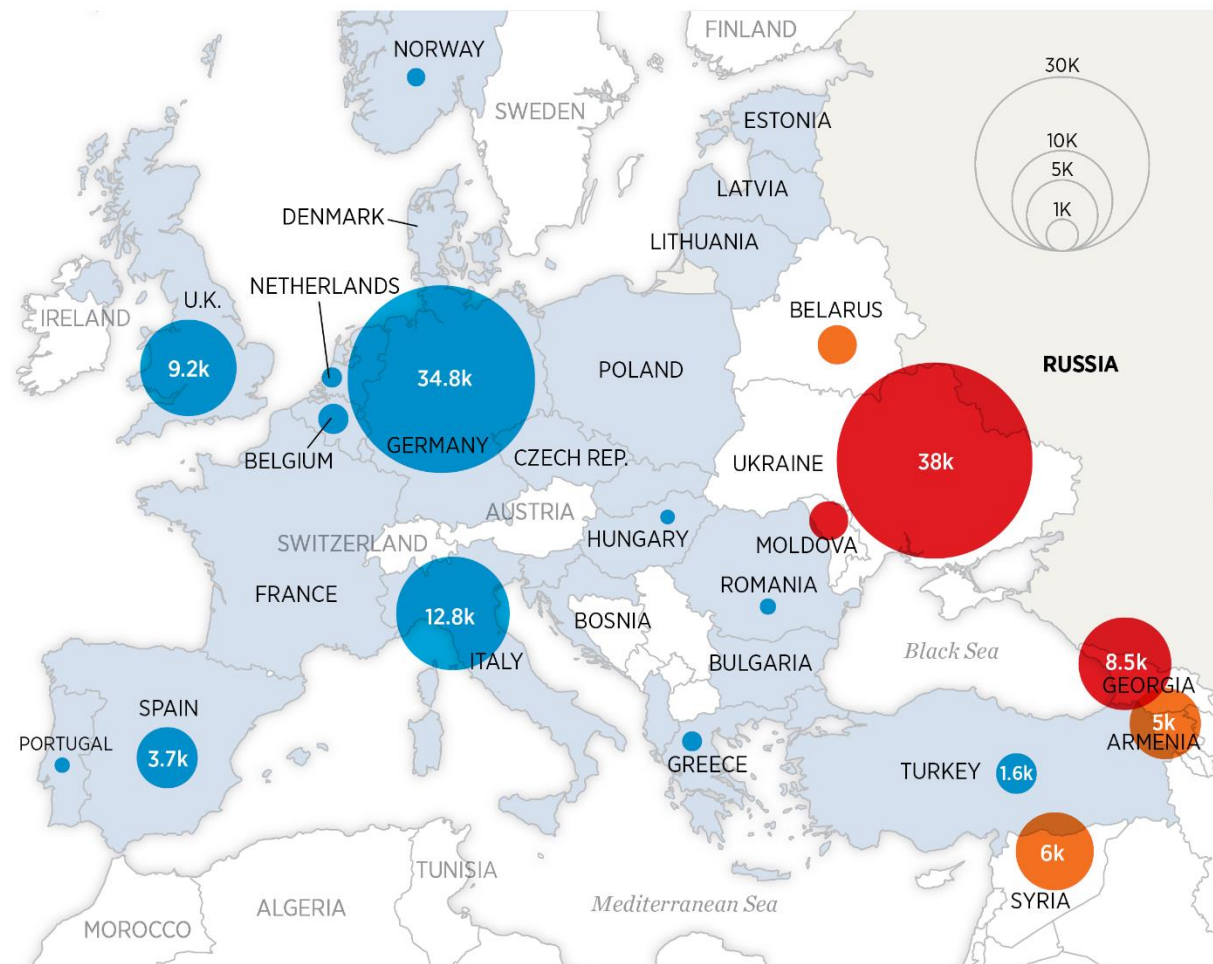 FINLAND
NORWAY
30K
SWEDEN
ESTONIA
10K
5K
LATVIA
1K
DENMARK
LITHUANIA
NETHERLANDS
U.K.
IRELAND
BELARUS
9.2k
34.8k
POLAND
RUSSIA
GERMANY
BELGIUM
CZECH REP.
UKRAINE
38k
AUSTRIA
SWITZERLAND
HUNGARY
MOLDOVA
ROMANIA
FRANCE
12.8k
BOSNIA
Black Sea
ITALY
BULGARIA
8.5k
GEORGIA
SPAIN
5k
PORTUGAL
ARMENIA
3.7k
GREECE
TURKEY
1.6k
6k
TUNISIA
SYRIA
ALGERIA
Mediterranean Sea
MOROCCO